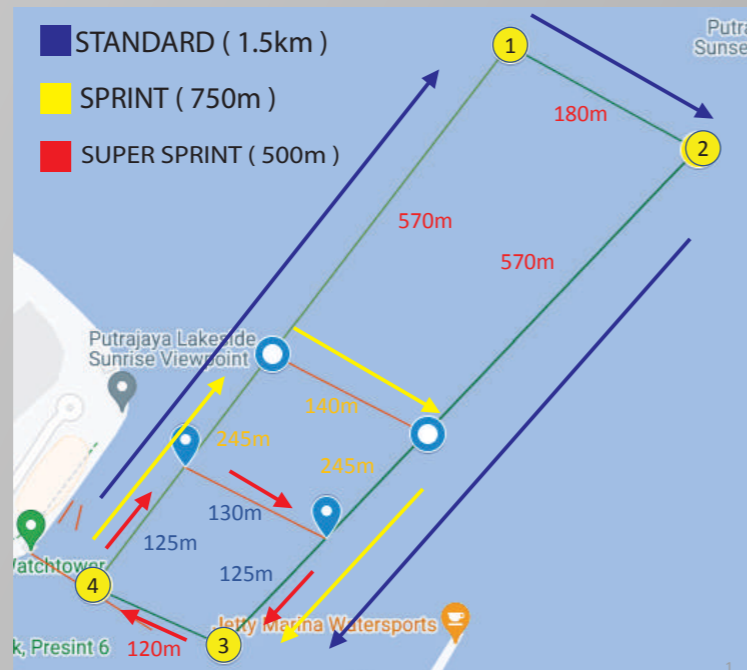 STANDARD ( 1.5km )
SPRINT ( 750m )
SUPER SPRINT ( 500m )
1
Putra
Sunse
180m
2
570m
570m
Putrajaya Lakeside
Sunrise Viewpoint
140m
245m
245m
130m
125m
125m
Watchtower
4
Jetty Marina Watersports
k, Presint 6
120m
3
1